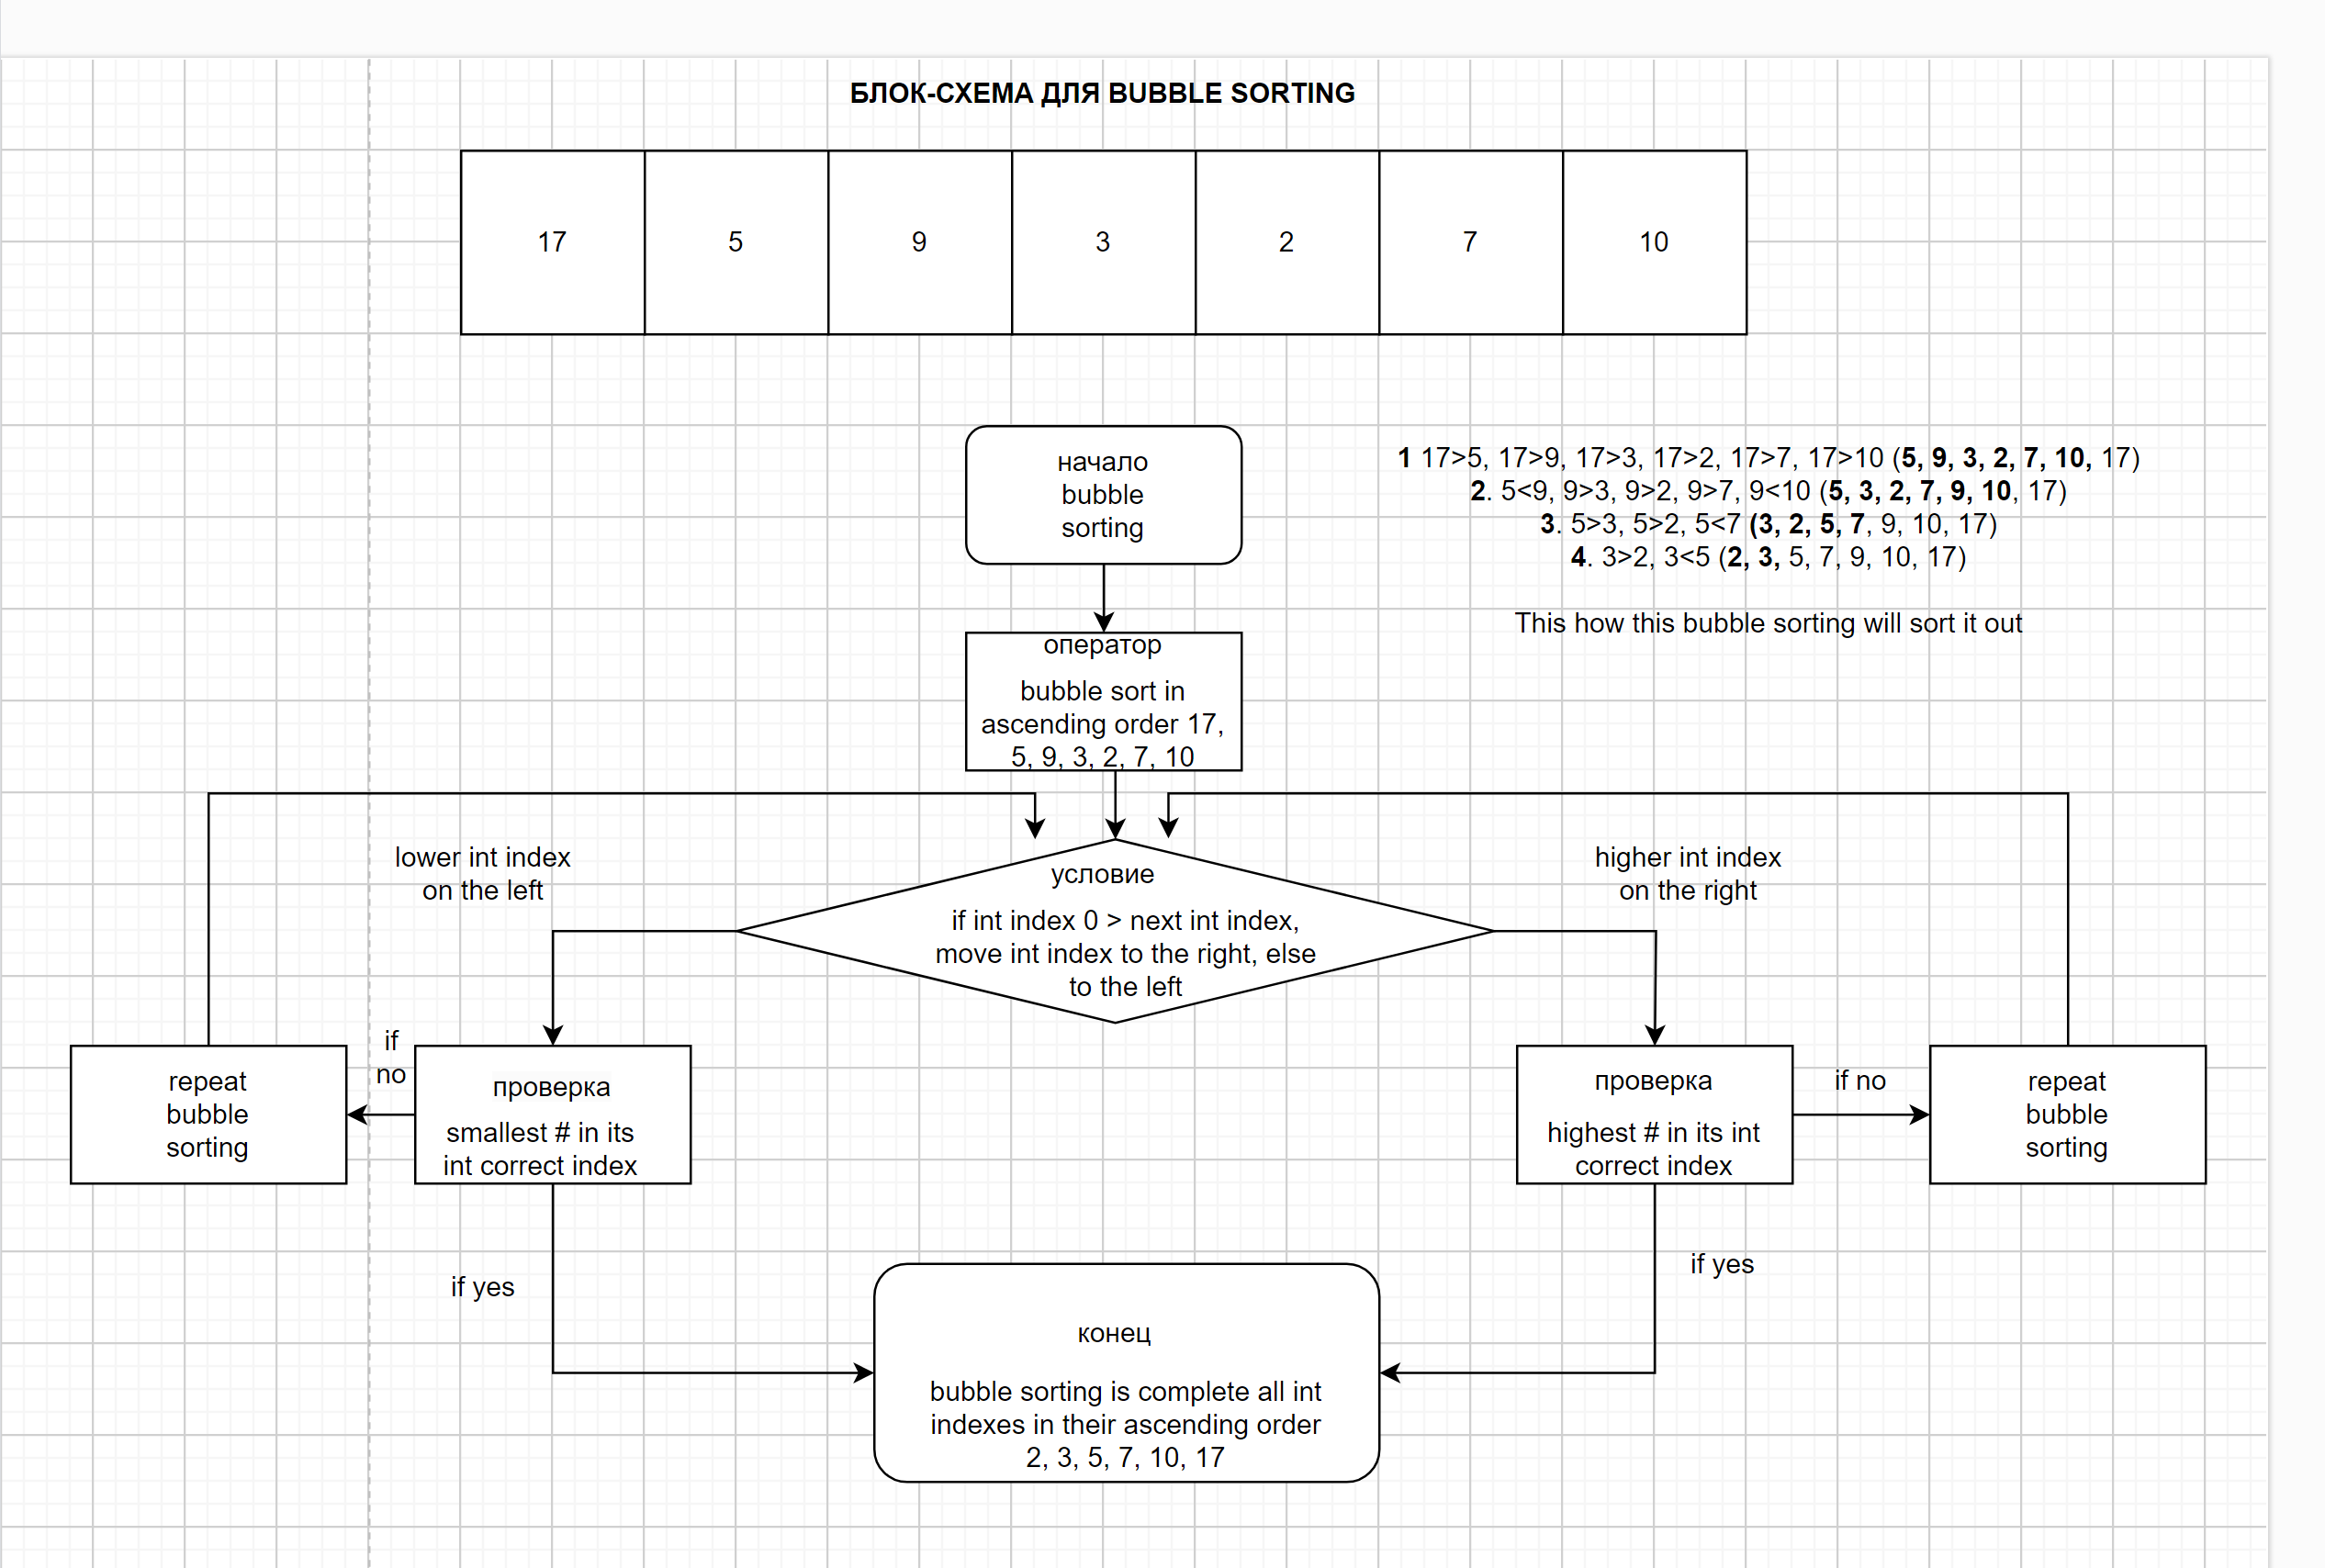 БЛОК-СХЕМА ДЛЯ BUBBLE SORTING
17 5 9 3 2 7 10
начало
bubble
sorting
1 17>5, 17>9, 17>3, 17>2, 17>7, 17>10 (5, 9, 3, 2, 7, 10, 17)
2. 5<9, 9>3, 9>2, 9>7, 9<10 (5, 3, 2, 7, 9, 10, 17)
3. 5>3, 5>2, 5<7 (3, 2, 5, 7, 9, 10, 17)
4. 3>2, 3<5 (2, 3, 5, 7, 9, 10, 17)
This how this bubble sorting will sort it out
оператор
bubble sort in
ascending order 17,
5, 9, 3, 2, 7, 10
lower int index
on the left
условие
if int index 0 > next int index,
move int index to the right, else
to the left
higher int index
on the right
repeat
bubble
sorting
if
no
проверка
smallest # in its
int correct index
проверка
highest # in its int
correct index
if no
repeat
bubble
sorting
if yes
if yes
конец
bubble sorting is complete all int
indexes in their ascending order
2, 3, 5, 7, 10, 17